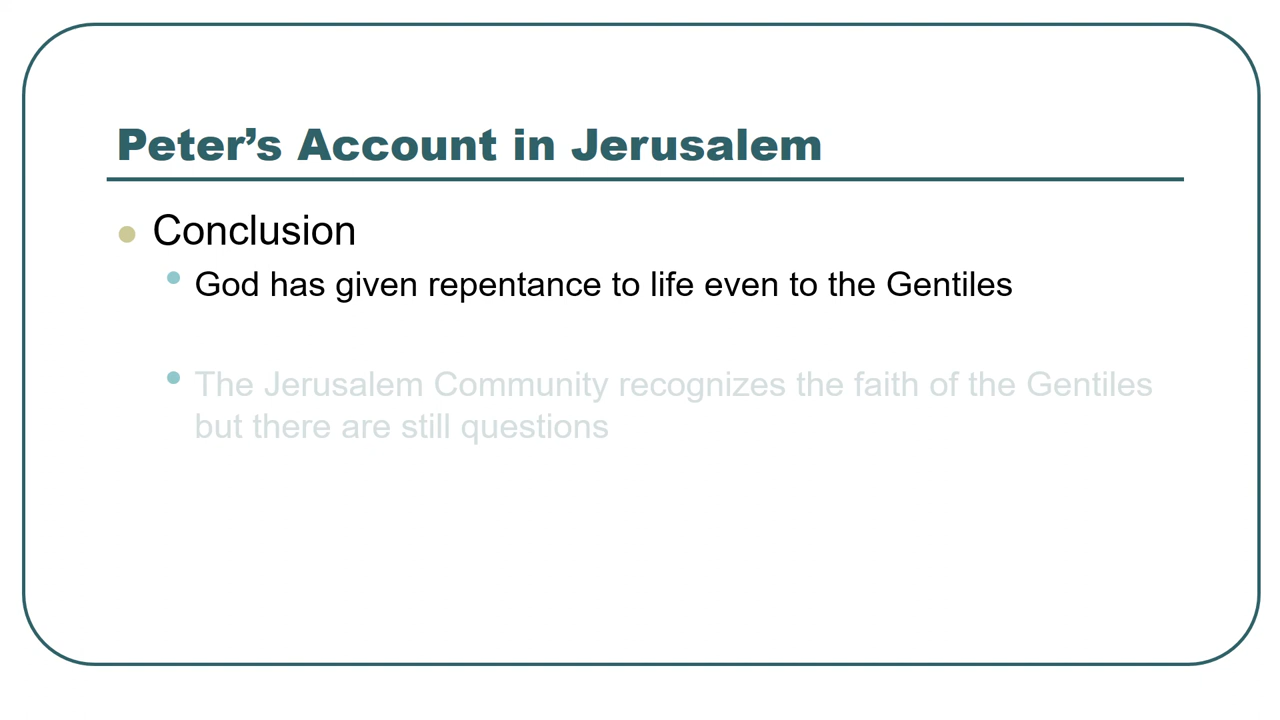 Peter’s Account in Jerusalem
Conclusion
God has given repentance to life even to the Gentiles
The Jerusalem Community recognizes the faith of the Gentiles
but there are still questions